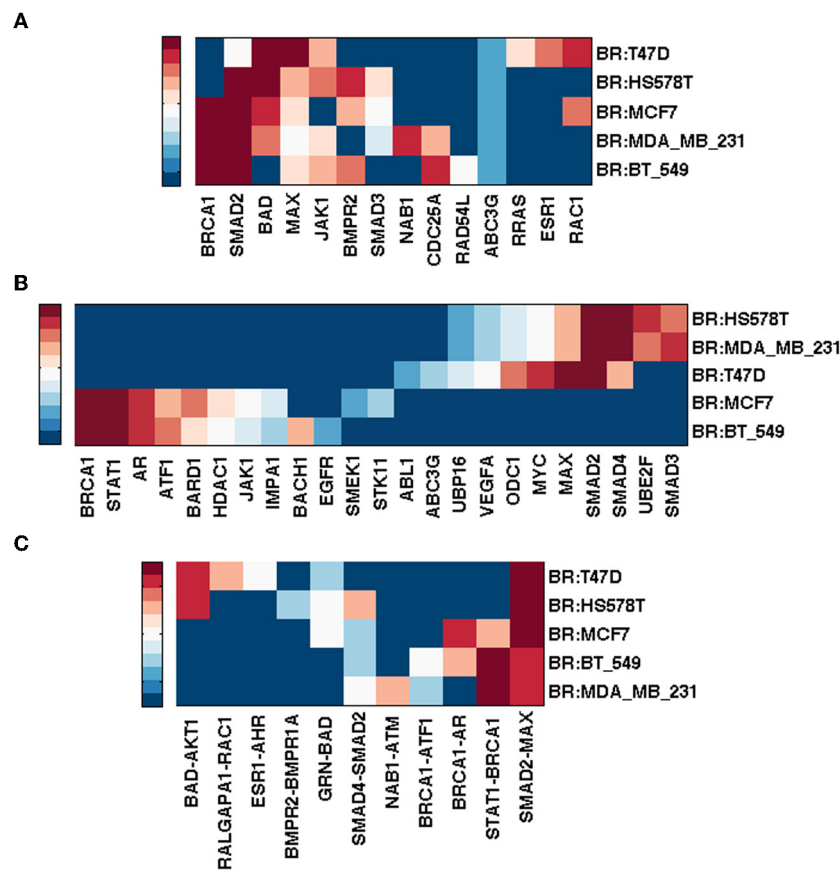 A
BR:T47D
BR:HS578T
BR:MCF7
BR:MDA_MB_231
BR:BT_549
BRCA1 SMAD2 BAD MAX JAK1 BMPR2 SMAD3 NAB1 CDC25A RAD54L ABC3G RRAS ESR1 RAC1
B
BR:HS578T
BR:MDA_MB_231
BR:T47D
BR:MCF7
BR:BT_549
BRCA1 STAT1 AR ATF1 BARD1 HDAC1 JAK1 IMPA1 BACH1 EGFR SMEK1 STK11 ABL1 ABC3G UBP16 VEGFA ODC1 MYC MAX SMAD2 SMAD4 UBE2F SMAD3
C
BR:T47D
BR:HS578T
BR:MCF7
BR:BT_549
BR:MDA_MB_231
BAD-AKT1 RALGAPA1-RAC1 ESR1-AHR BMPR2-BMPR1A GRN-BAD SMAD4-SMAD2 NAB1-ATM BRCA1-ATF1 BRCA1-AR STAT1-BRCA1 SMAD2-MAX